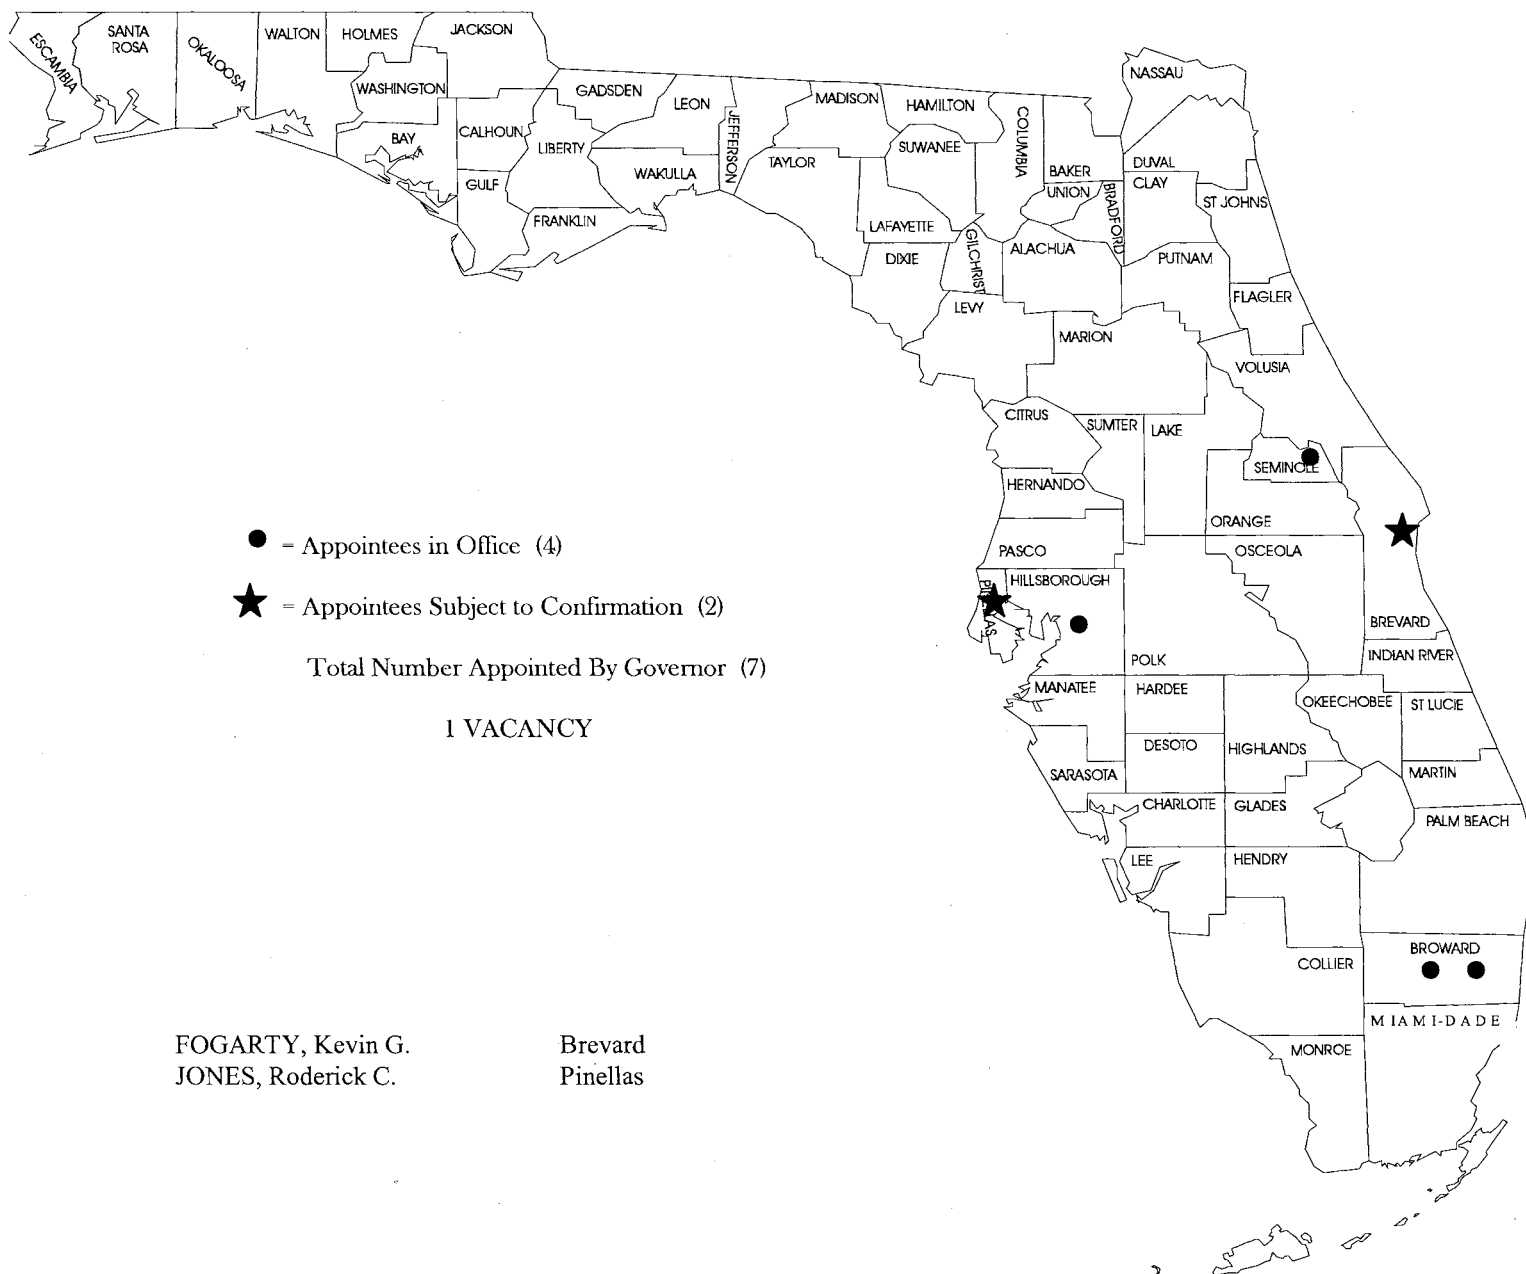 ESCAMBIA
SANTA
ROSA
OKALOOSA
WALTON
HOLMES
JACKSON
WASHINGTON
BAY
CALHOUN
GULF
GADSDEN
LIBERTY
FRANKLIN
LEON
WAKULLA
JEFFERSON
MADISON
TAYLOR
HAMILTON
SUWANEE
LAFAYETTE
DIXIE
COLUMBIA
GILCHRIST
LEVY
NASSAU
BAKER
UNION
BRADFORD
ALACHUA
DUVAL
CLAY
ST JOHNS
PUTNAM
FLAGLER
MARION
VOLUSIA
CITRUS
SUMTER
LAKE
SEMINOLE
HERNANDO
ORANGE
PASCO
OSCEOLA
PINELLAS
HILLSBOROUGH
BREVARD
POLK
INDIAN RIVER
MANATEE
HARDEE
OKEECHOBEE
ST LUCIE
DESOTO
HIGHLANDS
SARASOTA
MARTIN
CHARLOTTE
GLADES
PALM BEACH
LEE
HENDRY
BROWARD
COLLIER
MIAMI-DADE
MONROE
= Appointees in Office (4)
= Appointees Subject to Confirmation (2)
Total Number Appointed By Governor (7)
1 VACANCY
FOGARTY, Kevin G. Brevard
JONES, Roderick C. Pinellas